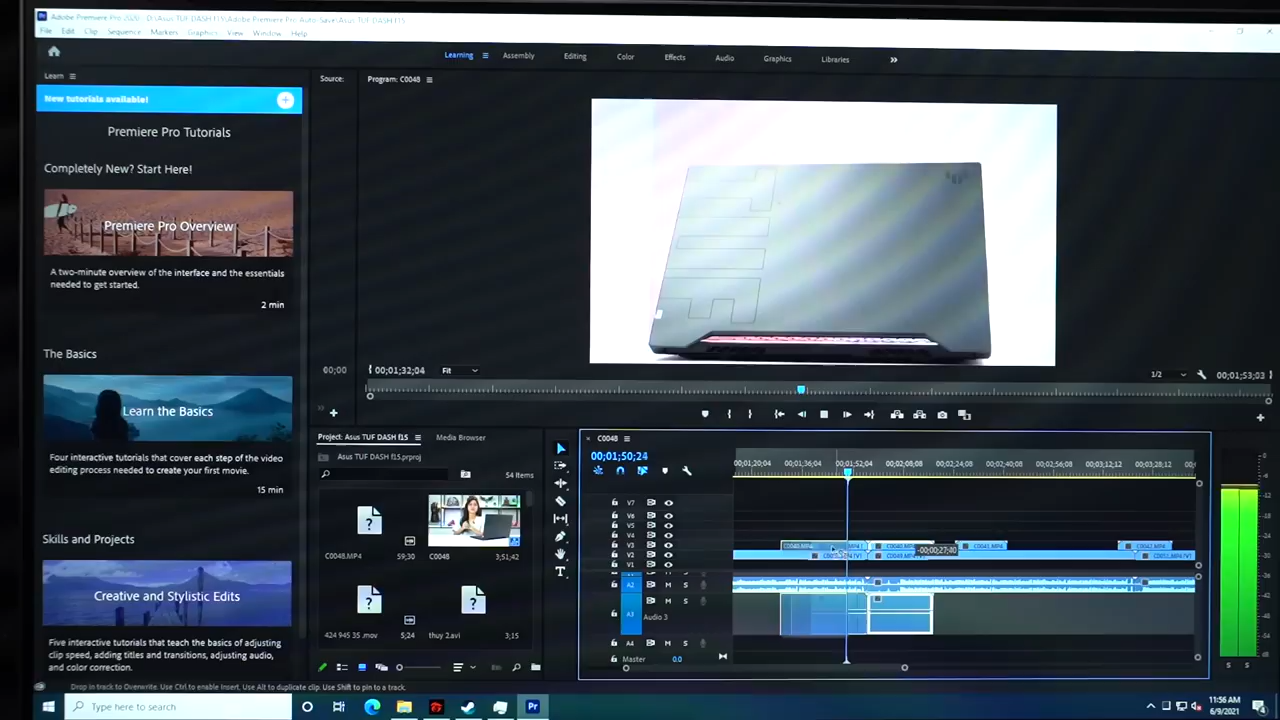 Adobe Premiere Pro 2020 - D:\Asus TUF DASH f15\Adobe Premiere Pro Auto-Save\Asus TUF DASH f15
File Edit Clip Sequence Markers Graphics View Window Help
Learning Assembly Editing Color Effects Audio Graphics Libraries
Learn
Source:
Program: C0048
New tutorials available!
Premiere Pro Tutorials
Completely New? Start Here!
Premiere Pro Overview
A two-minute overview of the interface and the essentials
needed to get started.
2 min
The Basics
Learn the Basics
Four interactive tutorials that cover each step of the video
editing process needed to create your first movie.
15 min
Skills and Projects
Creative and Stylistic Edits
Five interactive tutorials that teach the basics of adjusting
clip speed, adding titles and transitions, adjusting audio,
and color correction.
00;00
00;01;32;04
Fit
1/2
00;01;53;03
Project: Asus TUF DASH f15
Media Browser
Asus TUF DASH f15.prproj
54 Items
C0048.MP4 59;30
C0048 3;51;42
424 945 35 .mov 5;24
thuy 2.avi 3;15
C0048
00;01;50;24
00;01;20;04 00;01;36;04 00;01;52;04 00;02;08;08 00;02;24;08 00;02;40;08 00;02;56;08 00;03;12;12 00;03;28;12
V7
V6
V5
V4
V3
V2
V1
-00;00;27;40
A2 M S
A3 M S
Audio 3
A4 M S
Master 0.0
S S
Drop in track to Overwrite. Use Ctrl to enable Insert. Use Alt to duplicate clip. Use Shift to pin to a track.
Type here to search
11:56 AM
6/9/2021